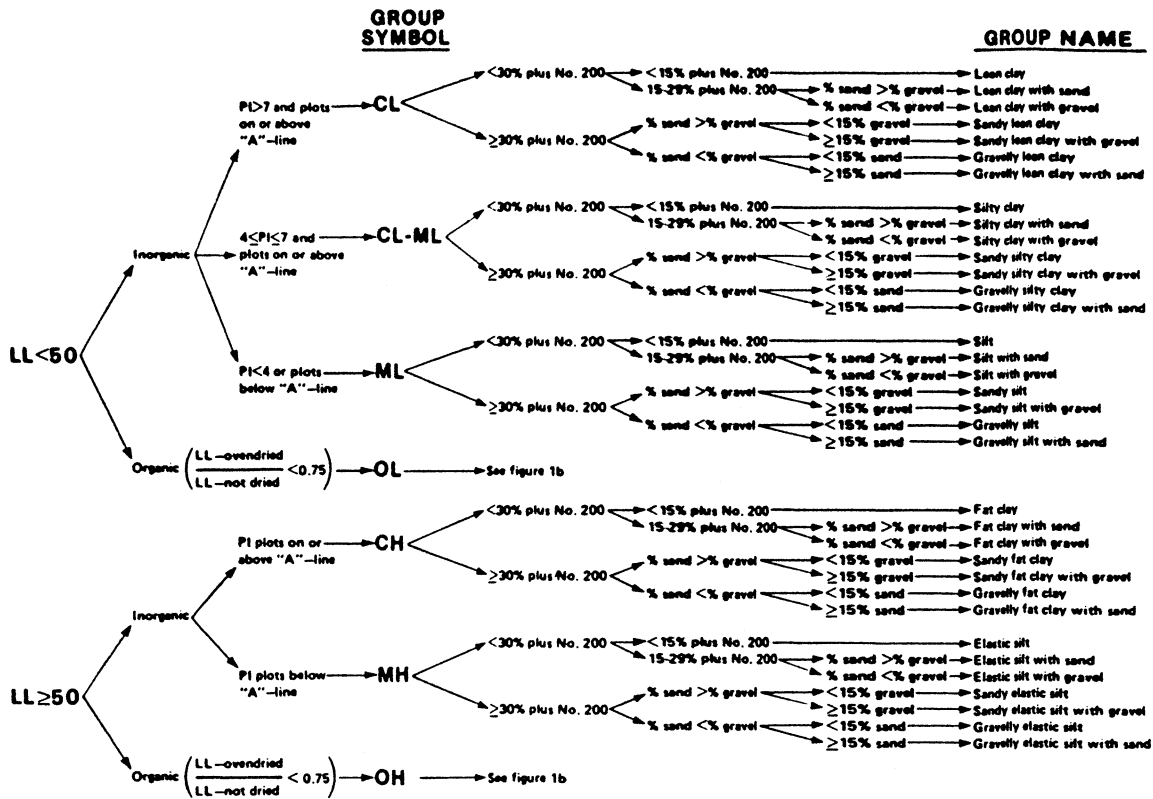 GROUP
SYMBOL
GROUP NAME
LL<50
Inorganic
PI>7 and plots
on or above
"A"—line
CL
<30% plus No. 200
<15% plus No. 200
Lean clay
15-29% plus No. 200
% sand >% gravel
Lean clay with sand
% sand <% gravel
Lean clay with gravel
≥30% plus No. 200
% sand >% gravel
<15% gravel
Sandy lean clay
≥15% gravel
Sandy lean clay with gravel
% sand <% gravel
<15% sand
Gravelly lean clay
≥15% sand
Gravelly lean clay with sand
4≤PI≤7 and
plots on or above
"A"—line
CL-ML
<30% plus No. 200
<15% plus No. 200
Silty clay
15-29% plus No. 200
% sand >% gravel
Silty clay with sand
% sand <% gravel
Silty clay with gravel
≥30% plus No. 200
% sand >% gravel
<15% gravel
Sandy silty clay
≥15% gravel
Sandy silty clay with gravel
% sand <% gravel
<15% sand
Gravelly silty clay
≥15% sand
Gravelly silty clay with sand
PI<4 or plots
below "A"—line
ML
<30% plus No. 200
<15% plus No. 200
Silt
15-29% plus No. 200
% sand >% gravel
Silt with sand
% sand <% gravel
Silt with gravel
≥30% plus No. 200
% sand >% gravel
<15% gravel
Sandy silt
≥15% gravel
Sandy silt with gravel
% sand <% gravel
<15% sand
Gravelly silt
≥15% sand
Gravelly silt with sand
Organic
LL—ovendried
LL—not dried
<0.75
OL
See figure 1b
LL≥50
Inorganic
PI plots on or
above "A"—line
CH
<30% plus No. 200
<15% plus No. 200
Fat clay
15-29% plus No. 200
% sand >% gravel
Fat clay with sand
% sand <% gravel
Fat clay with gravel
≥30% plus No. 200
% sand >% gravel
<15% gravel
Sandy fat clay
≥15% gravel
Sandy fat clay with gravel
% sand <% gravel
<15% sand
Gravelly fat clay
≥15% sand
Gravelly fat clay with sand
PI plots below
"A"—line
MH
<30% plus No. 200
<15% plus No. 200
Elastic silt
15-29% plus No. 200
% sand >% gravel
Elastic silt with sand
% sand <% gravel
Elastic silt with gravel
≥30% plus No. 200
% sand >% gravel
<15% gravel
Sandy elastic silt
≥15% gravel
Sandy elastic silt with gravel
% sand <% gravel
<15% sand
Gravelly elastic silt
≥15% sand
Gravelly elastic silt with sand
Organic
LL—ovendried
LL—not dried
<0.75
OH
See figure 1b